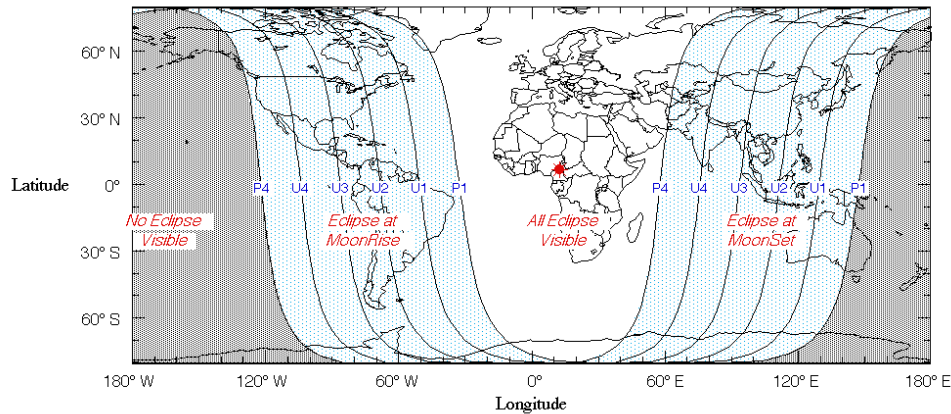 60° N
30° N
Latitude
0°
P4 U4 U3 U2 U1 P1 P4 U4 U3 U2 U1 P1
No Eclipse
Visible
Eclipse at
MoonRise
All Eclipse
Visible
Eclipse at
MoonSet
30° S
60° S
180° W 120° W 60° W 0° 60° E 120° E 180° E
Longitude